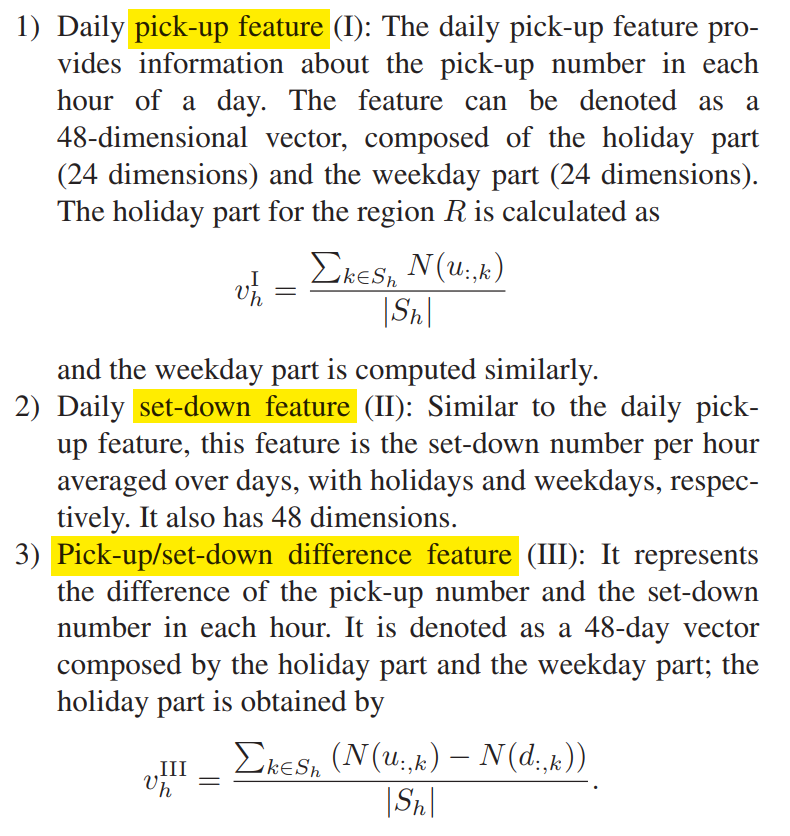 1) Daily pick-up feature (I): The daily pick-up feature pro-
vides information about the pick-up number in each
hour of a day. The feature can be denoted as a
48-dimensional vector, composed of the holiday part
(24 dimensions) and the weekday part (24 dimensions).
The holiday part for the region R is calculated as
v_h^I = \frac{\sum_{k∈S_h} N(u_{:,k})}{|S_h|}
and the weekday part is computed similarly.
2) Daily set-down feature (II): Similar to the daily pick-
up feature, this feature is the set-down number per hour
averaged over days, with holidays and weekdays, respec-
tively. It also has 48 dimensions.
3) Pick-up/set-down difference feature (III): It represents
the difference of the pick-up number and the set-down
number in each hour. It is denoted as a 48-day vector
composed by the holiday part and the weekday part; the
holiday part is obtained by
v_h^{III} = \frac{\sum_{k∈S_h} (N(u_{:,k}) − N(d_{:,k}))}{|S_h|}.